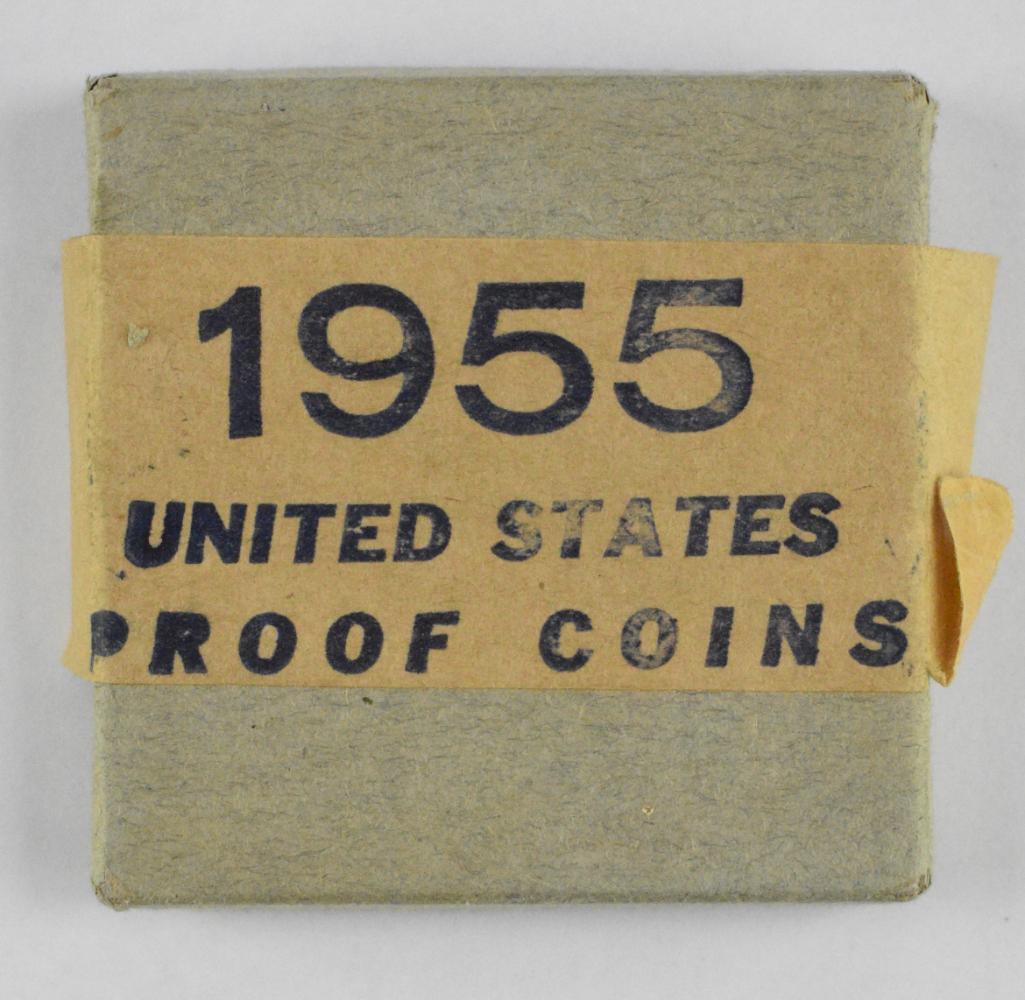 1955
UNITED STATES
PROOF COINS